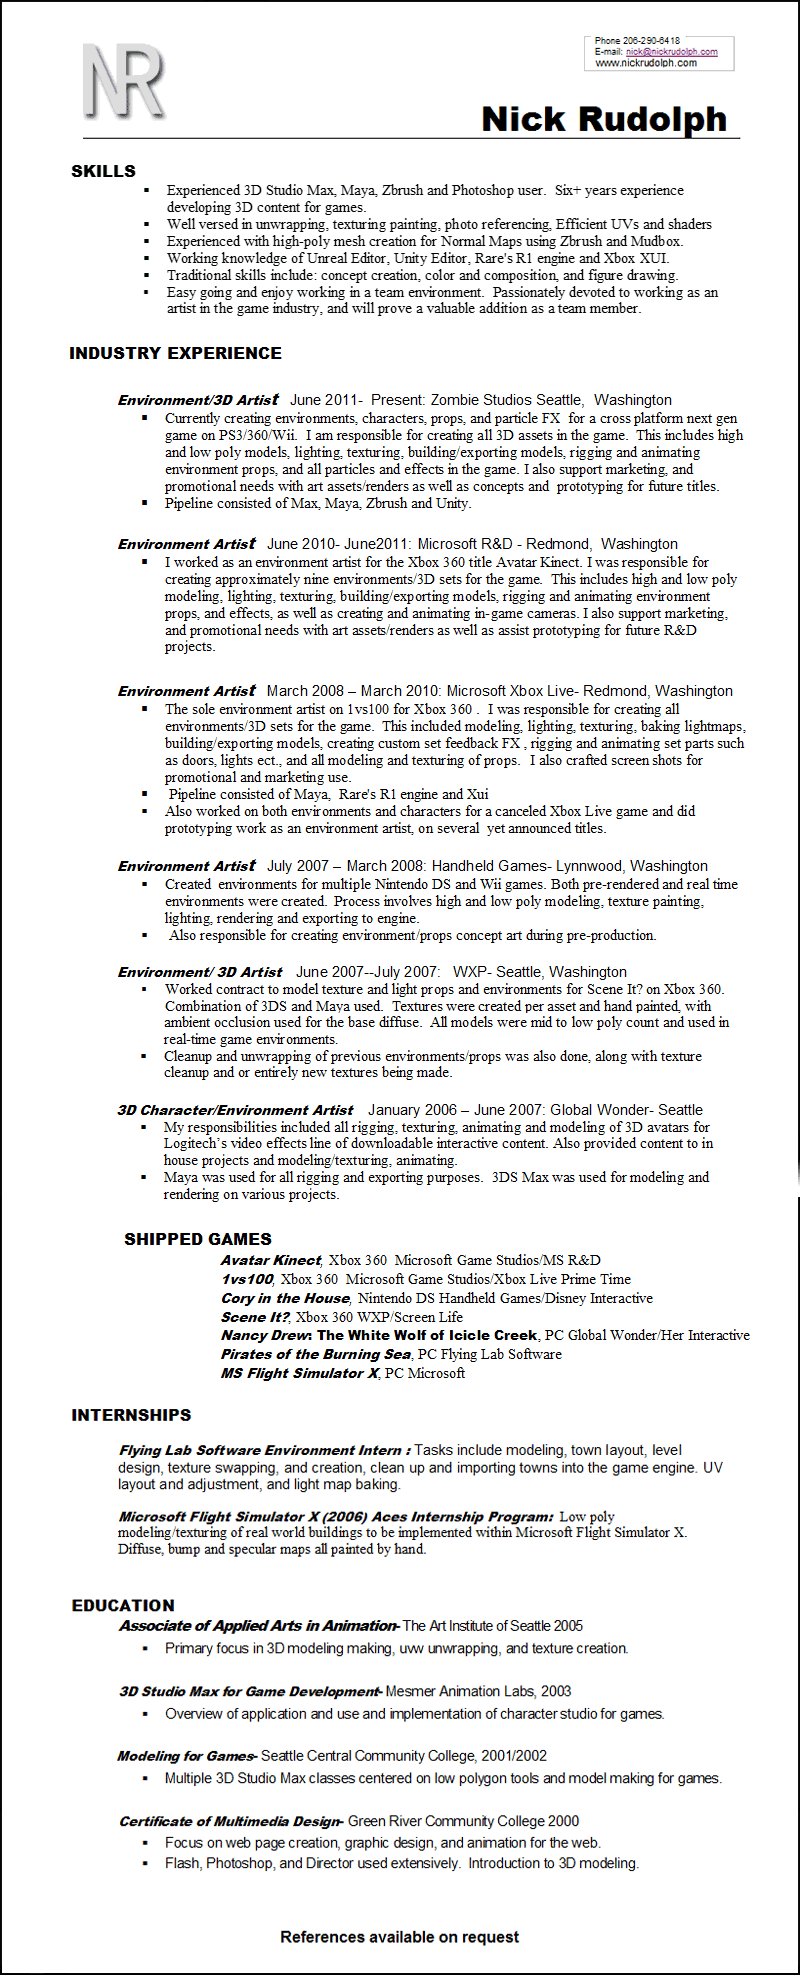 NR
Phone 206-290-6418
E-mail: nick@nickrudolph.com
www.nickrudolph.com
Nick Rudolph
SKILLS
▪ Experienced 3D Studio Max, Maya, Zbrush and Photoshop user. Six+ years experience
developing 3D content for games.
▪ Well versed in unwrapping, texturing painting, photo referencing, Efficient UVs and shaders
▪ Experienced with high-poly mesh creation for Normal Maps using Zbrush and Mudbox.
▪ Working knowledge of Unreal Editor, Unity Editor, Rare's R1 engine and Xbox XUI.
▪ Traditional skills include: concept creation, color and composition, and figure drawing.
▪ Easy going and enjoy working in a team environment. Passionately devoted to working as an
artist in the game industry, and will prove a valuable addition as a team member.
INDUSTRY EXPERIENCE
Environment/3D Artist June 2011- Present: Zombie Studios Seattle, Washington
▪ Currently creating environments, characters, props, and particle FX for a cross platform next gen
game on PS3/360/Wii. I am responsible for creating all 3D assets in the game. This includes high
and low poly models, lighting, texturing, building/exporting models, rigging and animating
environment props, and all particles and effects in the game. I also support marketing, and
promotional needs with art assets/renders as well as concepts and prototyping for future titles.
▪ Pipeline consisted of Max, Maya, Zbrush and Unity.
Environment Artist June 2010- June2011: Microsoft R&D - Redmond, Washington
▪ I worked as an environment artist for the Xbox 360 title Avatar Kinect. I was responsible for
creating approximately nine environments/3D sets for the game. This includes high and low poly
modeling, lighting, texturing, building/exporting models, rigging and animating environment
props, and effects, as well as creating and animating in-game cameras. I also support marketing,
and promotional needs with art assets/renders as well as assist prototyping for future R&D
projects.
Environment Artist March 2008 – March 2010: Microsoft Xbox Live- Redmond, Washington
▪ The sole environment artist on 1vs100 for Xbox 360 . I was responsible for creating all
environments/3D sets for the game. This included modeling, lighting, texturing, baking lightmaps,
building/exporting models, creating custom set feedback FX , rigging and animating set parts such
as doors, lights ect., and all modeling and texturing of props. I also crafted screen shots for
promotional and marketing use.
▪ Pipeline consisted of Maya, Rare's R1 engine and Xui
▪ Also worked on both environments and characters for a canceled Xbox Live game and did
prototyping work as an environment artist, on several yet announced titles.
Environment Artist July 2007 – March 2008: Handheld Games- Lynnwood, Washington
▪ Created environments for multiple Nintendo DS and Wii games. Both pre-rendered and real time
environments were created. Process involves high and low poly modeling, texture painting,
lighting, rendering and exporting to engine.
▪ Also responsible for creating environment/props concept art during pre-production.
Environment/ 3D Artist June 2007--July 2007: WXP- Seattle, Washington
▪ Worked contract to model texture and light props and environments for Scene It? on Xbox 360.
Combination of 3DS and Maya used. Textures were created per asset and hand painted, with
ambient occlusion used for the base diffuse. All models were mid to low poly count and used in
real-time game environments.
▪ Cleanup and unwrapping of previous environments/props was also done, along with texture
cleanup and or entirely new textures being made.
3D Character/Environment Artist January 2006 – June 2007: Global Wonder- Seattle
▪ My responsibilities included all rigging, texturing, animating and modeling of 3D avatars for
Logitech's video effects line of downloadable interactive content. Also provided content to in
house projects and modeling/texturing, animating.
▪ Maya was used for all rigging and exporting purposes. 3DS Max was used for modeling and
rendering on various projects.
SHIPPED GAMES
Avatar Kinect, Xbox 360 Microsoft Game Studios/MS R&D
1vs100, Xbox 360 Microsoft Game Studios/Xbox Live Prime Time
Cory in the House, Nintendo DS Handheld Games/Disney Interactive
Scene It?, Xbox 360 WXP/Screen Life
Nancy Drew: The White Wolf of Icicle Creek, PC Global Wonder/Her Interactive
Pirates of the Burning Sea, PC Flying Lab Software
MS Flight Simulator X, PC Microsoft
INTERNSHIPS
Flying Lab Software Environment Intern : Tasks include modeling, town layout, level
design, texture swapping, and creation, clean up and importing towns into the game engine. UV
layout and adjustment, and light map baking.
Microsoft Flight Simulator X (2006) Aces Internship Program: Low poly
modeling/texturing of real world buildings to be implemented within Microsoft Flight Simulator X.
Diffuse, bump and specular maps all painted by hand.
EDUCATION
Associate of Applied Arts in Animation- The Art Institute of Seattle 2005
▪ Primary focus in 3D modeling making, uvw unwrapping, and texture creation.
3D Studio Max for Game Development- Mesmer Animation Labs, 2003
▪ Overview of application and use and implementation of character studio for games.
Modeling for Games- Seattle Central Community College, 2001/2002
▪ Multiple 3D Studio Max classes centered on low polygon tools and model making for games.
Certificate of Multimedia Design- Green River Community College 2000
▪ Focus on web page creation, graphic design, and animation for the web.
▪ Flash, Photoshop, and Director used extensively. Introduction to 3D modeling.
References available on request